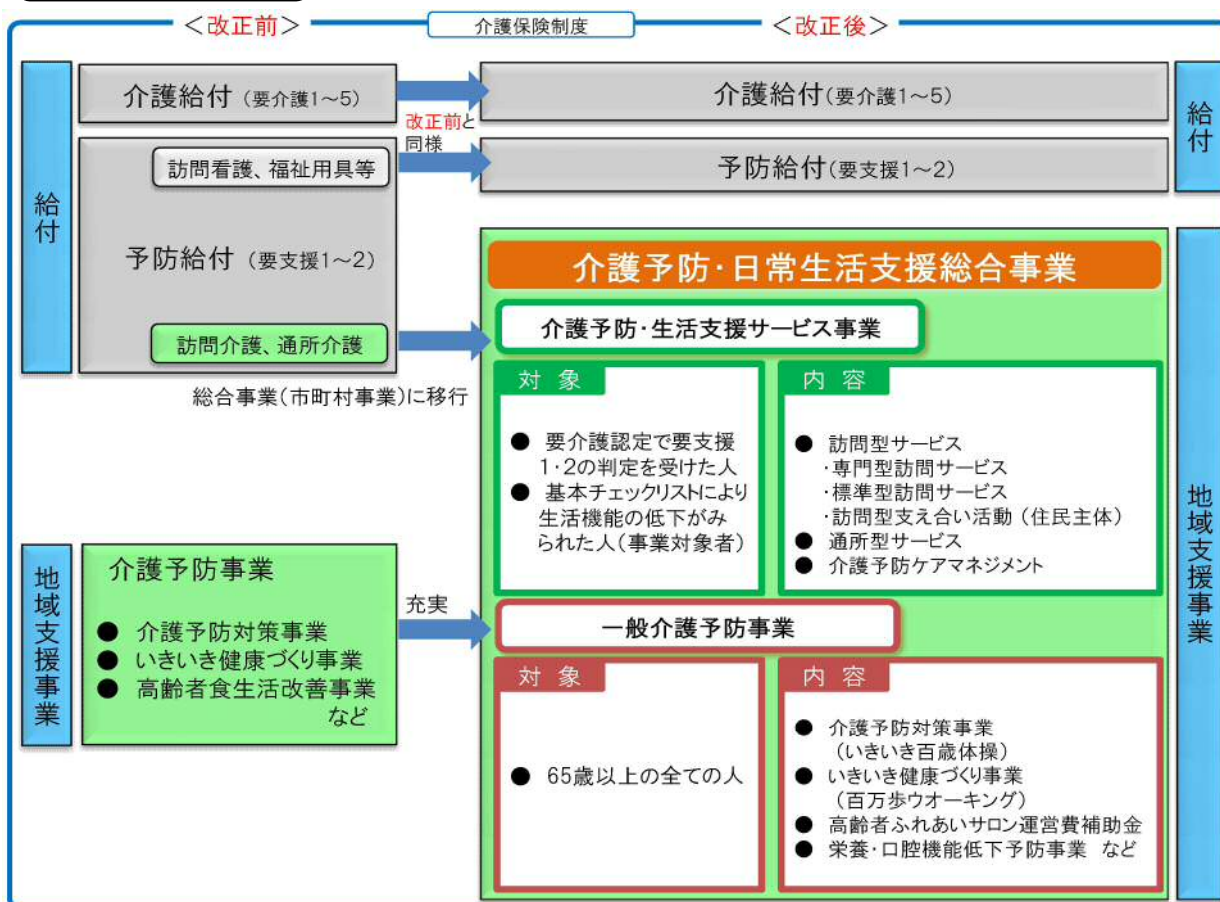 ＜改正前＞
介護保険制度
＜改正後＞
給付
介護給付（要介護1～5）
訪問看護、福祉用具等
予防給付（要支援1～2）
訪問介護、通所介護
改正前と
同様
総合事業(市町村事業)に移行
地域支援事業
介護予防事業
● 介護予防対策事業
● いきいき健康づくり事業
● 高齢者食生活改善事業
など
充実
介護給付(要介護1～5)
予防給付(要支援1～2)
給付
介護予防・日常生活支援総合事業
介護予防・生活支援サービス事業
対 象
● 要介護認定で要支援
1・2の判定を受けた人
● 基本チェックリストにより
生活機能の低下がみ
られた人(事業対象者)
内 容
● 訪問型サービス
・専門型訪問サービス
・標準型訪問サービス
・訪問型支え合い活動（住民主体）
● 通所型サービス
● 介護予防ケアマネジメント
一般介護予防事業
対 象
● 65歳以上の全ての人
内 容
● 介護予防対策事業
（いきいき百歳体操）
● いきいき健康づくり事業
（百万歩ウオーキング）
● 高齢者ふれあいサロン運営費補助金
● 栄養・口腔機能低下予防事業 など
地域支援事業